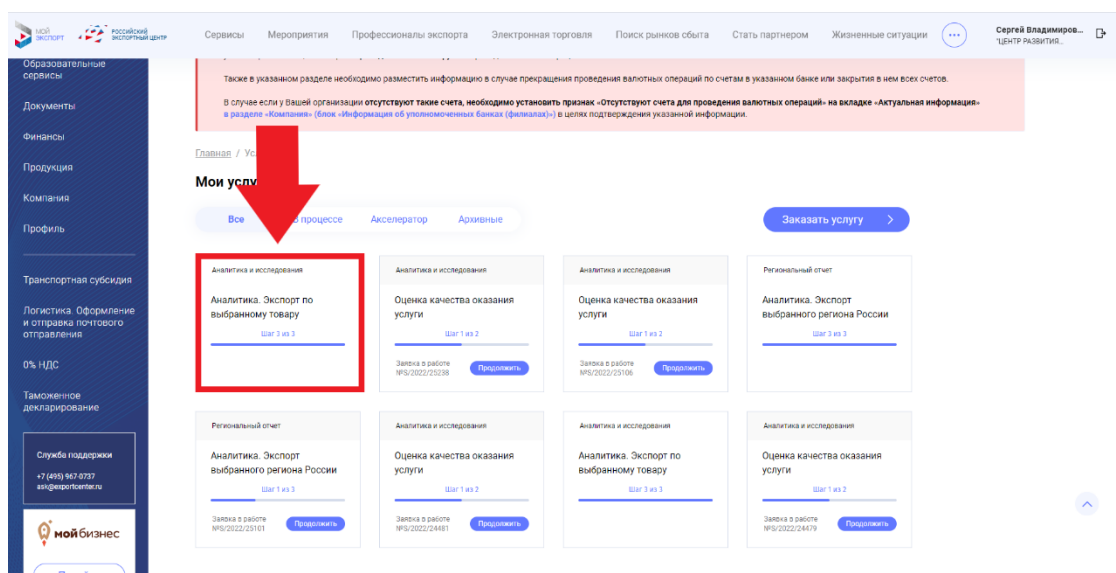 МОЙ
ЭКСПОРТ
РОССИЙСКИЙ
ЭКСПОРТНЫЙ ЦЕНТР
Сервисы
Мероприятия
Профессионалы экспорта
Электронная торговля
Поиск рынков сбыта
Стать партнером
Жизненные ситуации
Сергей Владимиров...
"ЦЕНТР РАЗВИТИЯ...
Образовательные
сервисы
Документы
Финансы
Продукция
Компания
Профиль
Транспортная субсидия
Логистика. Оформление
и отправка почтового
отправления
0% НДС
Таможенное
декларирование
Служба поддержки
+7 (495) 967-0737
ask@exportcenter.ru
мойбизнес
Также в указанном разделе необходимо разместить информацию в случае прекращения проведения валютных операций по счетам в указанном банке или закрытия в нем всех счетов.
В случае если у Вашей организации отсутствуют такие счета, необходимо установить признак «Отсутствуют счета для проведения валютных операций» на вкладке «Актуальная информация»
в разделе «Компания» (блок «Информация об уполномоченных банках (филиалах)») в целях подтверждения указанной информации.
Главная / Ус
Мои услу
Все
процессе
Акселератор
Архивные
Заказать услугу
Аналитика и исследования
Аналитика. Экспорт по
выбранному товару
Шаг 3 из 3
Аналитика и исследования
Оценка качества оказания
услуги
Шаг 1 из 2
Заявка в работе
№S/2022/25238
Продолжить
Аналитика и исследования
Оценка качества оказания
услуги
Шаг 1 из 2
Заявка в работе
№S/2022/25106
Продолжить
Региональный отчет
Аналитика. Экспорт
выбранного региона России
Шаг 3 из 3
Региональный отчет
Аналитика. Экспорт
выбранного региона России
Шаг 1 из 3
Заявка в работе
№S/2022/25101
Продолжить
Аналитика и исследования
Оценка качества оказания
услуги
Шаг 1 из 2
Заявка в работе
№S/2022/24481
Продолжить
Аналитика и исследования
Аналитика. Экспорт по
выбранному товару
Шаг 3 из 3
Аналитика и исследования
Оценка качества оказания
услуги
Шаг 1 из 2
Заявка в работе
№S/2022/24479
Продолжить